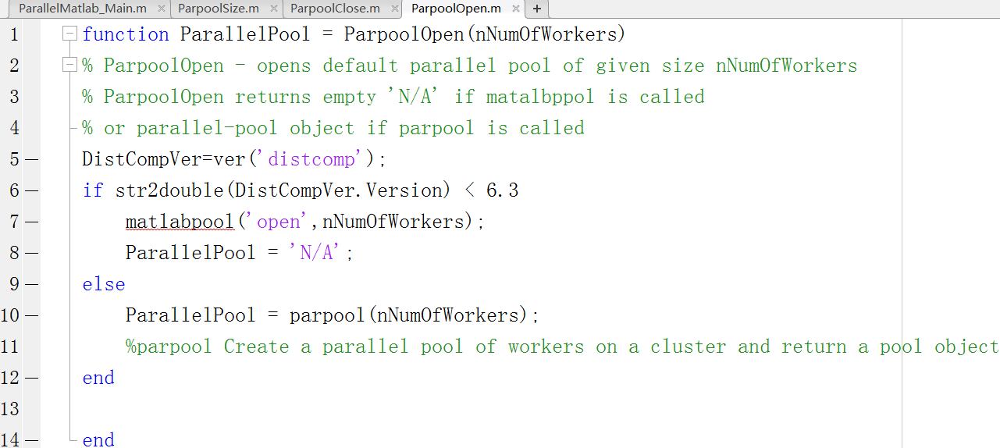 ParallelMatlab_Main.m × ParpoolSize.m × ParpoolClose.m × ParpoolOpen.m × +
1 function ParallelPool = ParpoolOpen(nNumOfWorkers)
2 % ParpoolOpen - opens default parallel pool of given size nNumOfWorkers
3 % ParpoolOpen returns empty 'N/A' if matalbppol is called
4 % or parallel-pool object if parpool is called
5 — DistCompVer=ver('distcomp');
6 — if str2double(DistCompVer.Version) < 6.3
7 — matlabpool('open',nNumOfWorkers);
8 — ParallelPool = 'N/A';
9 — else
10 — ParallelPool = parpool(nNumOfWorkers);
11 %parpool Create a parallel pool of workers on a cluster and return a pool object
12 — end
13
14 — end